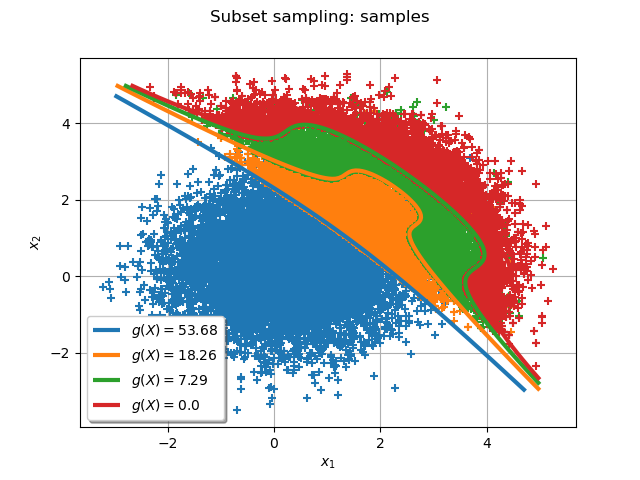 Subset sampling: samples
x₂
4
2
0
−2
g(X) = 53.68
g(X) = 18.26
g(X) = 7.29
g(X) = 0.0
−2
0
2
4
x₁